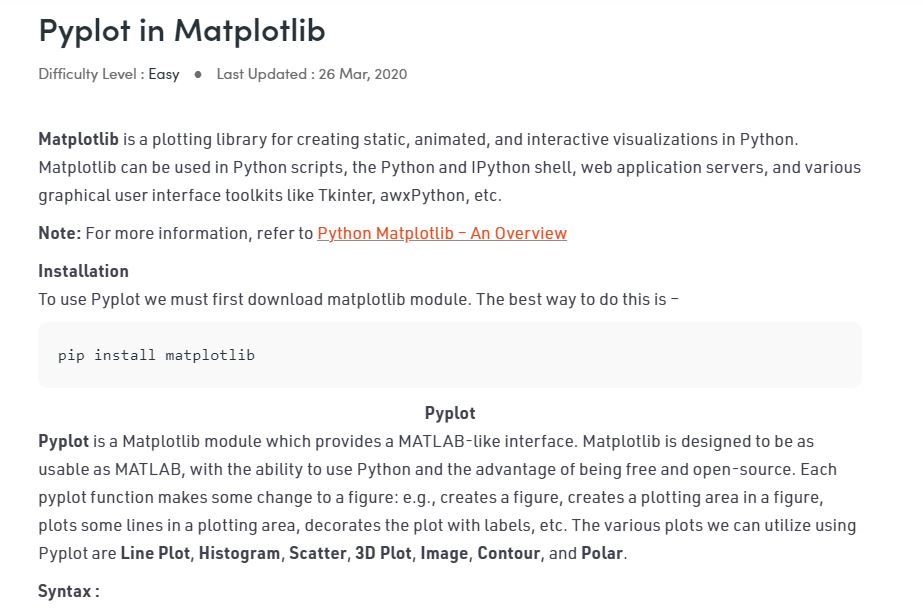 Pyplot in Matplotlib
Difficulty Level : Easy ● Last Updated : 26 Mar, 2020
Matplotlib is a plotting library for creating static, animated, and interactive visualizations in Python.
Matplotlib can be used in Python scripts, the Python and IPython shell, web application servers, and various
graphical user interface toolkits like Tkinter, awxPython, etc.
Note: For more information, refer to Python Matplotlib – An Overview
Installation
To use Pyplot we must first download matplotlib module. The best way to do this is –
pip install matplotlib
Pyplot
Pyplot is a Matplotlib module which provides a MATLAB-like interface. Matplotlib is designed to be as
usable as MATLAB, with the ability to use Python and the advantage of being free and open-source. Each
pyplot function makes some change to a figure: e.g., creates a figure, creates a plotting area in a figure,
plots some lines in a plotting area, decorates the plot with labels, etc. The various plots we can utilize using
Pyplot are Line Plot, Histogram, Scatter, 3D Plot, Image, Contour, and Polar.
Syntax :